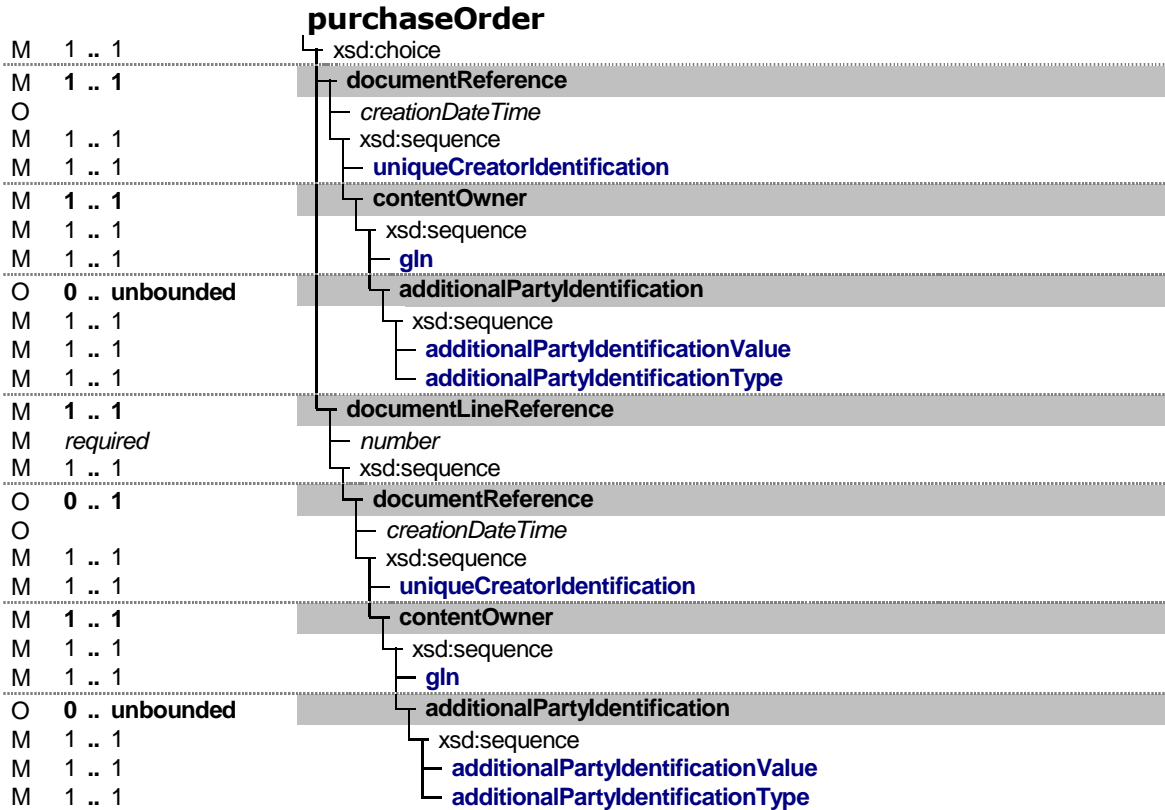 purchaseOrder
M 1 .. 1 xsd:choice
M 1 .. 1 documentReference
O creationDateTime
M 1 .. 1 xsd:sequence
M 1 .. 1 uniqueCreatorIdentification
M 1 .. 1 contentOwner
M 1 .. 1 xsd:sequence
M 1 .. 1 gln
O 0 .. unbounded additionalPartyIdentification
M 1 .. 1 xsd:sequence
M 1 .. 1 additionalPartyIdentificationValue
M 1 .. 1 additionalPartyIdentificationType
M 1 .. 1 documentLineReference
M required number
M 1 .. 1 xsd:sequence
O 0 .. 1 documentReference
O creationDateTime
M 1 .. 1 xsd:sequence
M 1 .. 1 uniqueCreatorIdentification
M 1 .. 1 contentOwner
M 1 .. 1 xsd:sequence
M 1 .. 1 gln
O 0 .. unbounded additionalPartyIdentification
M 1 .. 1 xsd:sequence
M 1 .. 1 additionalPartyIdentificationValue
M 1 .. 1 additionalPartyIdentificationType